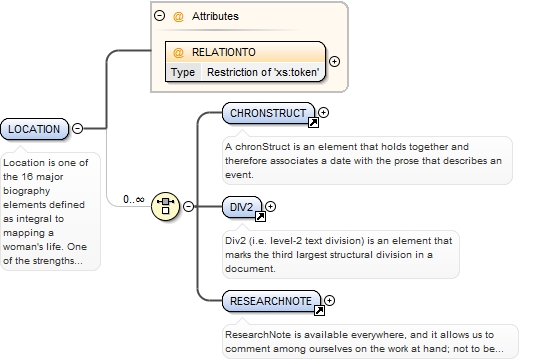 @ Attributes
@ RELATIONTO
Type Restriction of 'xs:token'
LOCATION
Location is one of
the 16 major
biography
elements defined
as integral to
mapping a
woman's life. One
of the strengths...
0..∞
CHRONSTRUCT
A chronStruct is an element that holds together and
therefore associates a date with the prose that describes an
event.
DIV2
Div2 (i.e. level-2 text division) is an element that
marks the third largest structural division in a
document.
RESEARCHNOTE
ResearchNote is available everywhere, and it allows us to
comment among ourselves on the work at hand; not to be...